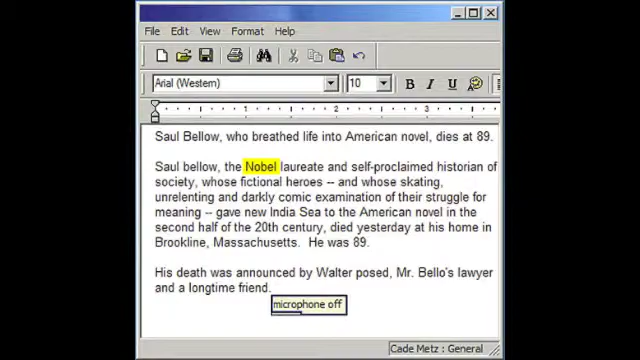 File Edit View Format Help
Arial (Western) 10 B I U
1 2 3
Saul Bellow, who breathed life into American novel, dies at 89.
Saul bellow, the Nobel laureate and self-proclaimed historian of
society, whose fictional heroes -- and whose skating,
unrelenting and darkly comic examination of their struggle for
meaning -- gave new India Sea to the American novel in the
second half of the 20th century, died yesterday at his home in
Brookline, Massachusetts. He was 89.
His death was announced by Walter posed, Mr. Bello's lawyer
and a longtime friend.
microphone off
Cade Metz : General